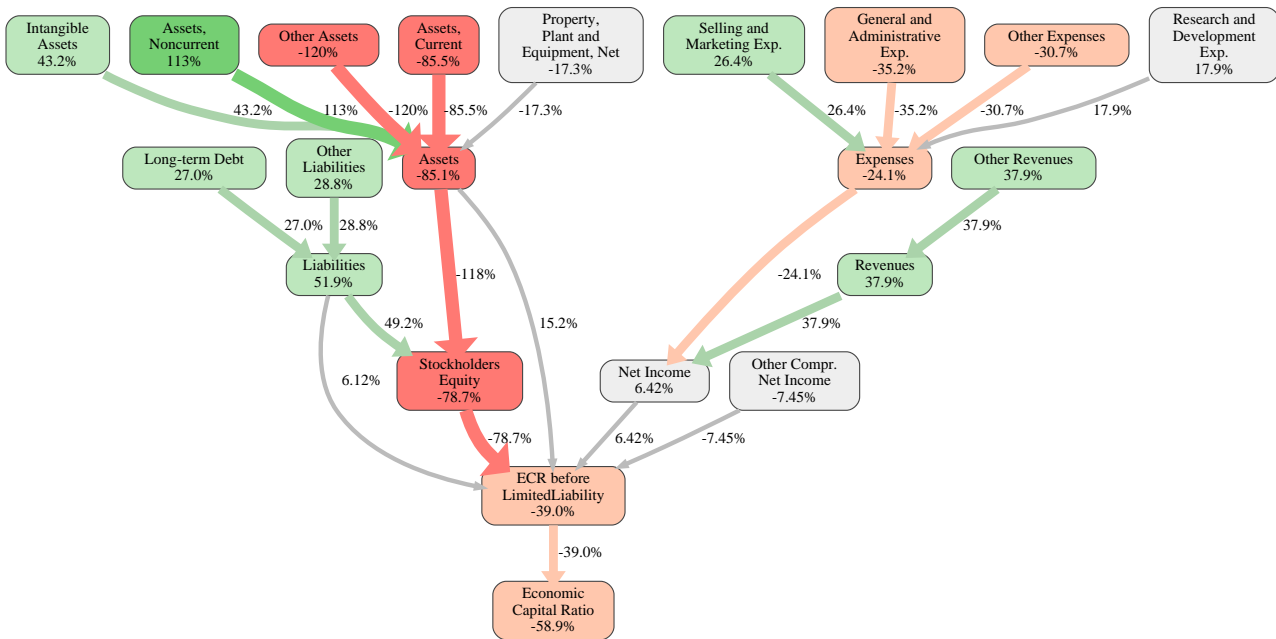 Intangible
Assets
43.2%
Assets,
Noncurrent
113%
Other Assets
-120%
Assets,
Current
-85.5%
Property,
Plant and
Equipment, Net
-17.3%
Selling and
Marketing Exp.
26.4%
General and
Administrative
Exp.
-35.2%
Other Expenses
-30.7%
Research and
Development
Exp.
17.9%
43.2%
113%
-120%
-85.5%
-17.3%
26.4%
-35.2%
-30.7%
17.9%
Long-term Debt
27.0%
Other
Liabilities
28.8%
Assets
-85.1%
Expenses
-24.1%
Other Revenues
37.9%
27.0%
28.8%
37.9%
Liabilities
51.9%
-118%
-24.1%
Revenues
37.9%
49.2%
15.2%
37.9%
6.12%
Stockholders
Equity
-78.7%
Net Income
6.42%
Other Compr.
Net Income
-7.45%
-78.7%
6.42%
-7.45%
ECR before
LimitedLiability
-39.0%
-39.0%
Economic
Capital Ratio
-58.9%